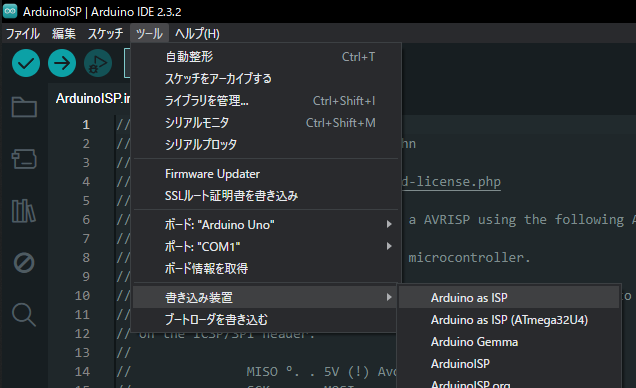 ArduinoISP | Arduino IDE 2.3.2
ファイル 編集 スケッチ ツール ヘルプ(H)
自動整形 Ctrl+T
スケッチをアーカイブする
ライブラリを管理... Ctrl+Shift+I
シリアルモニタ Ctrl+Shift+M
シリアルプロッタ
Firmware Updater
SSLルート証明書を書き込み
ボード: "Arduino Uno"
ポート: "COM1"
ボード情報を取得
書き込み装置
ブートローダを書き込む
Arduino as ISP
Arduino as ISP (ATmega32U4)
Arduino Gemma
ArduinoISP
ArduinoISP.org
ArduinoISP.in
1 //
2 // hn
3 //
4 // d-license.php
5 //
6 // a AVRISP using the following A
7 //
8 // microcontroller.
9 //
10 // to
11 //
12 // on the ICSP/SPI header.
13 //
14 // MISO °. . 5V (!) Avo
15 // SCK MOSI